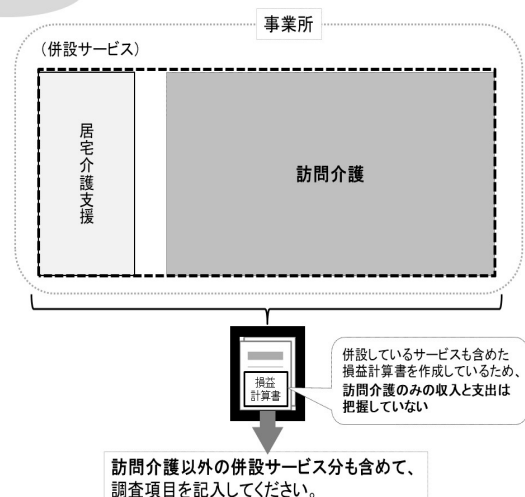 事業所
(併設サービス)
居宅介護支援
訪問介護
損益
計算書
併設しているサービスも含めた
損益計算書を作成しているため、
訪問介護のみの収入と支出は
把握していない
訪問介護以外の併設サービス分も含めて、
調査項目を記入してください。